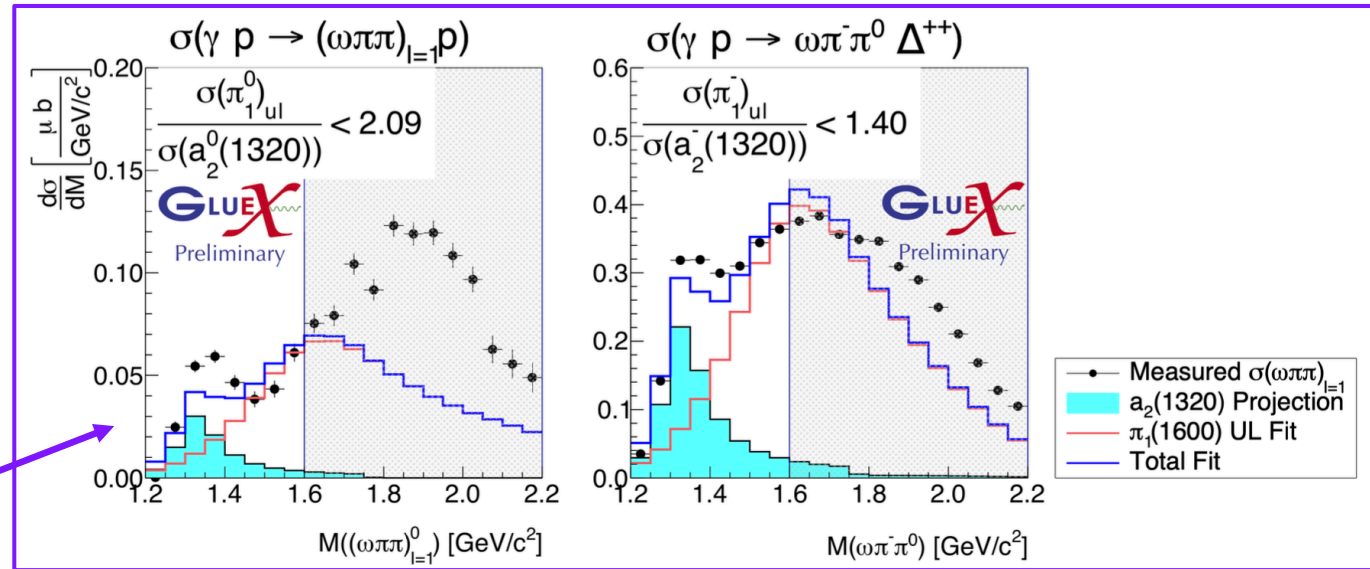 σ(γ p → (ωππ)_{I=1}p)
dσ/dM [μ b / GeV/c²]
0.20
0.15
0.10
0.05
0.00
σ(π₁⁰)_{ul} / σ(a₂⁰(1320)) < 2.09
GLUEX
Preliminary
1.2 1.4 1.6 1.8 2.0 2.2
M((ωππ)⁰_{I=1}) [GeV/c²]
σ(γ p → ωπ⁻π⁰ Δ⁺⁺)
0.6
0.5
0.4
0.3
0.2
0.1
0.0
σ(π₁⁻)_{ul} / σ(a₂⁻(1320)) < 1.40
GLUEX
Preliminary
1.2 1.4 1.6 1.8 2.0 2.2
M(ωπ⁻π⁰) [GeV/c²]
Measured σ(ωππ)_{I=1}
a₂(1320) Projection
π₁(1600) UL Fit
Total Fit